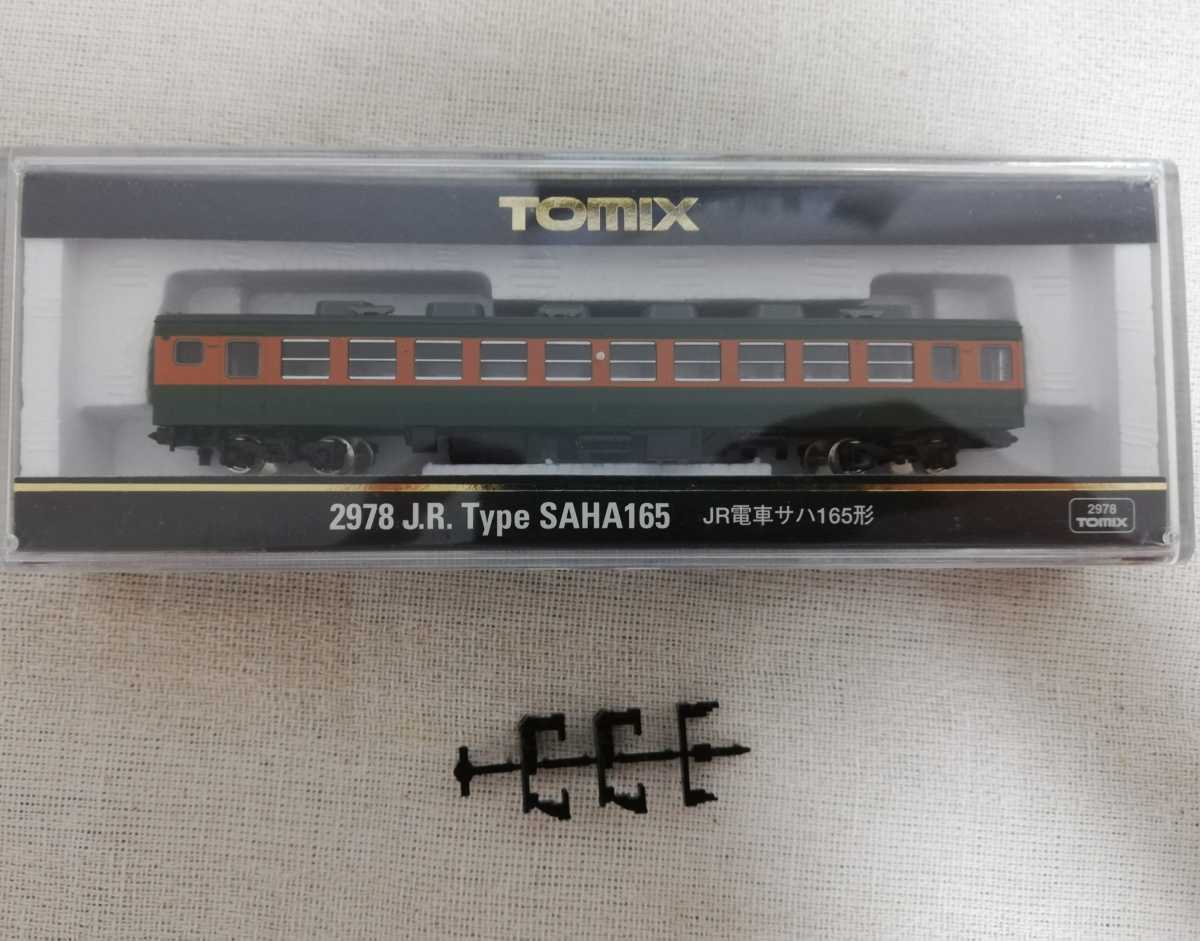 TOMIX
2978 J.R. Type SAHA165 JR電車サハ165形
2978
TOMIX